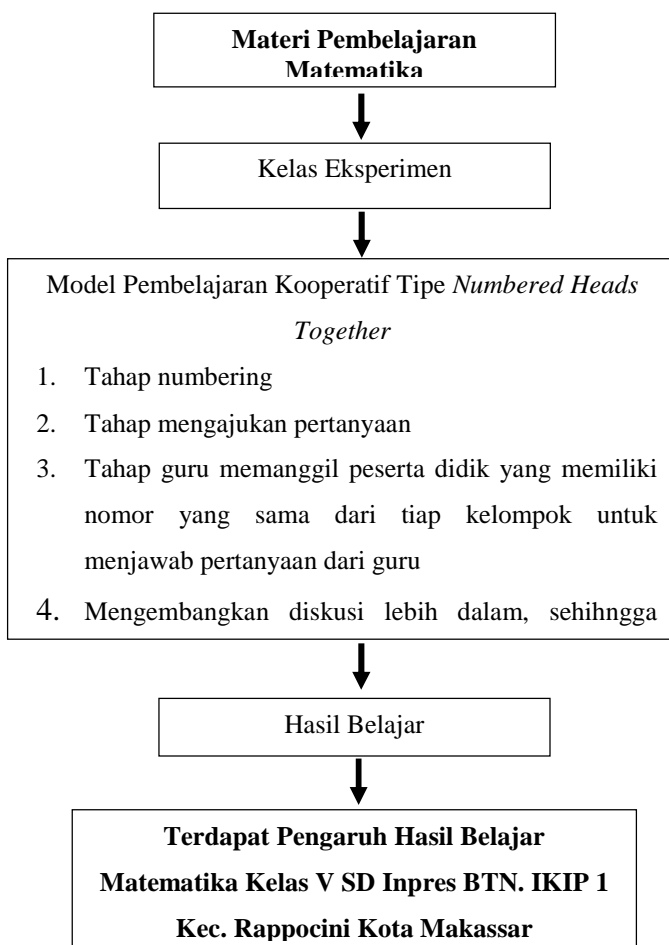 Materi Pembelajaran
Matematika
Kelas Eksperimen
Model Pembelajaran Kooperatif Tipe Numbered Heads
Together
1. Tahap numbering
2. Tahap mengajukan pertanyaan
3. Tahap guru memanggil peserta didik yang memiliki
nomor yang sama dari tiap kelompok untuk
menjawab pertanyaan dari guru
4. Mengembangkan diskusi lebih dalam, sehihngga
Hasil Belajar
Terdapat Pengaruh Hasil Belajar
Matematika Kelas V SD Inpres BTN. IKIP 1
Kec. Rappocini Kota Makassar